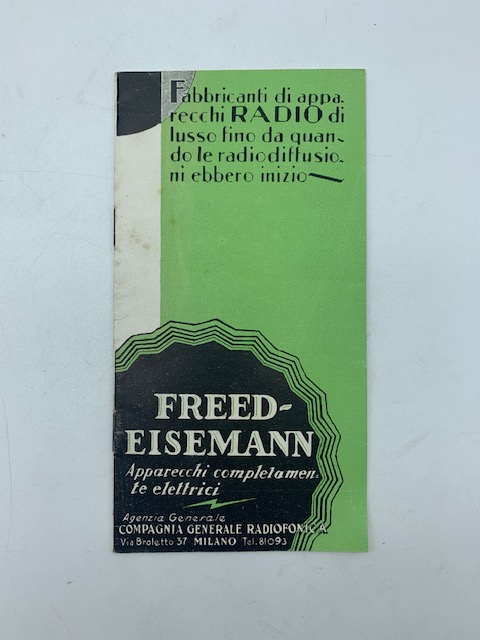 Fabbricanti di appa-
recchi RADIO di
lusso fino da quan-
do le radiodiffusio-
ni ebbero inizio
FREED-
EISEMANN
Apparecchi completamen-
te elettrici
Agenzia Generale
COMPAGNIA GENERALE RADIOFONICA
Via Broletto 37 MILANO Tel. 81093